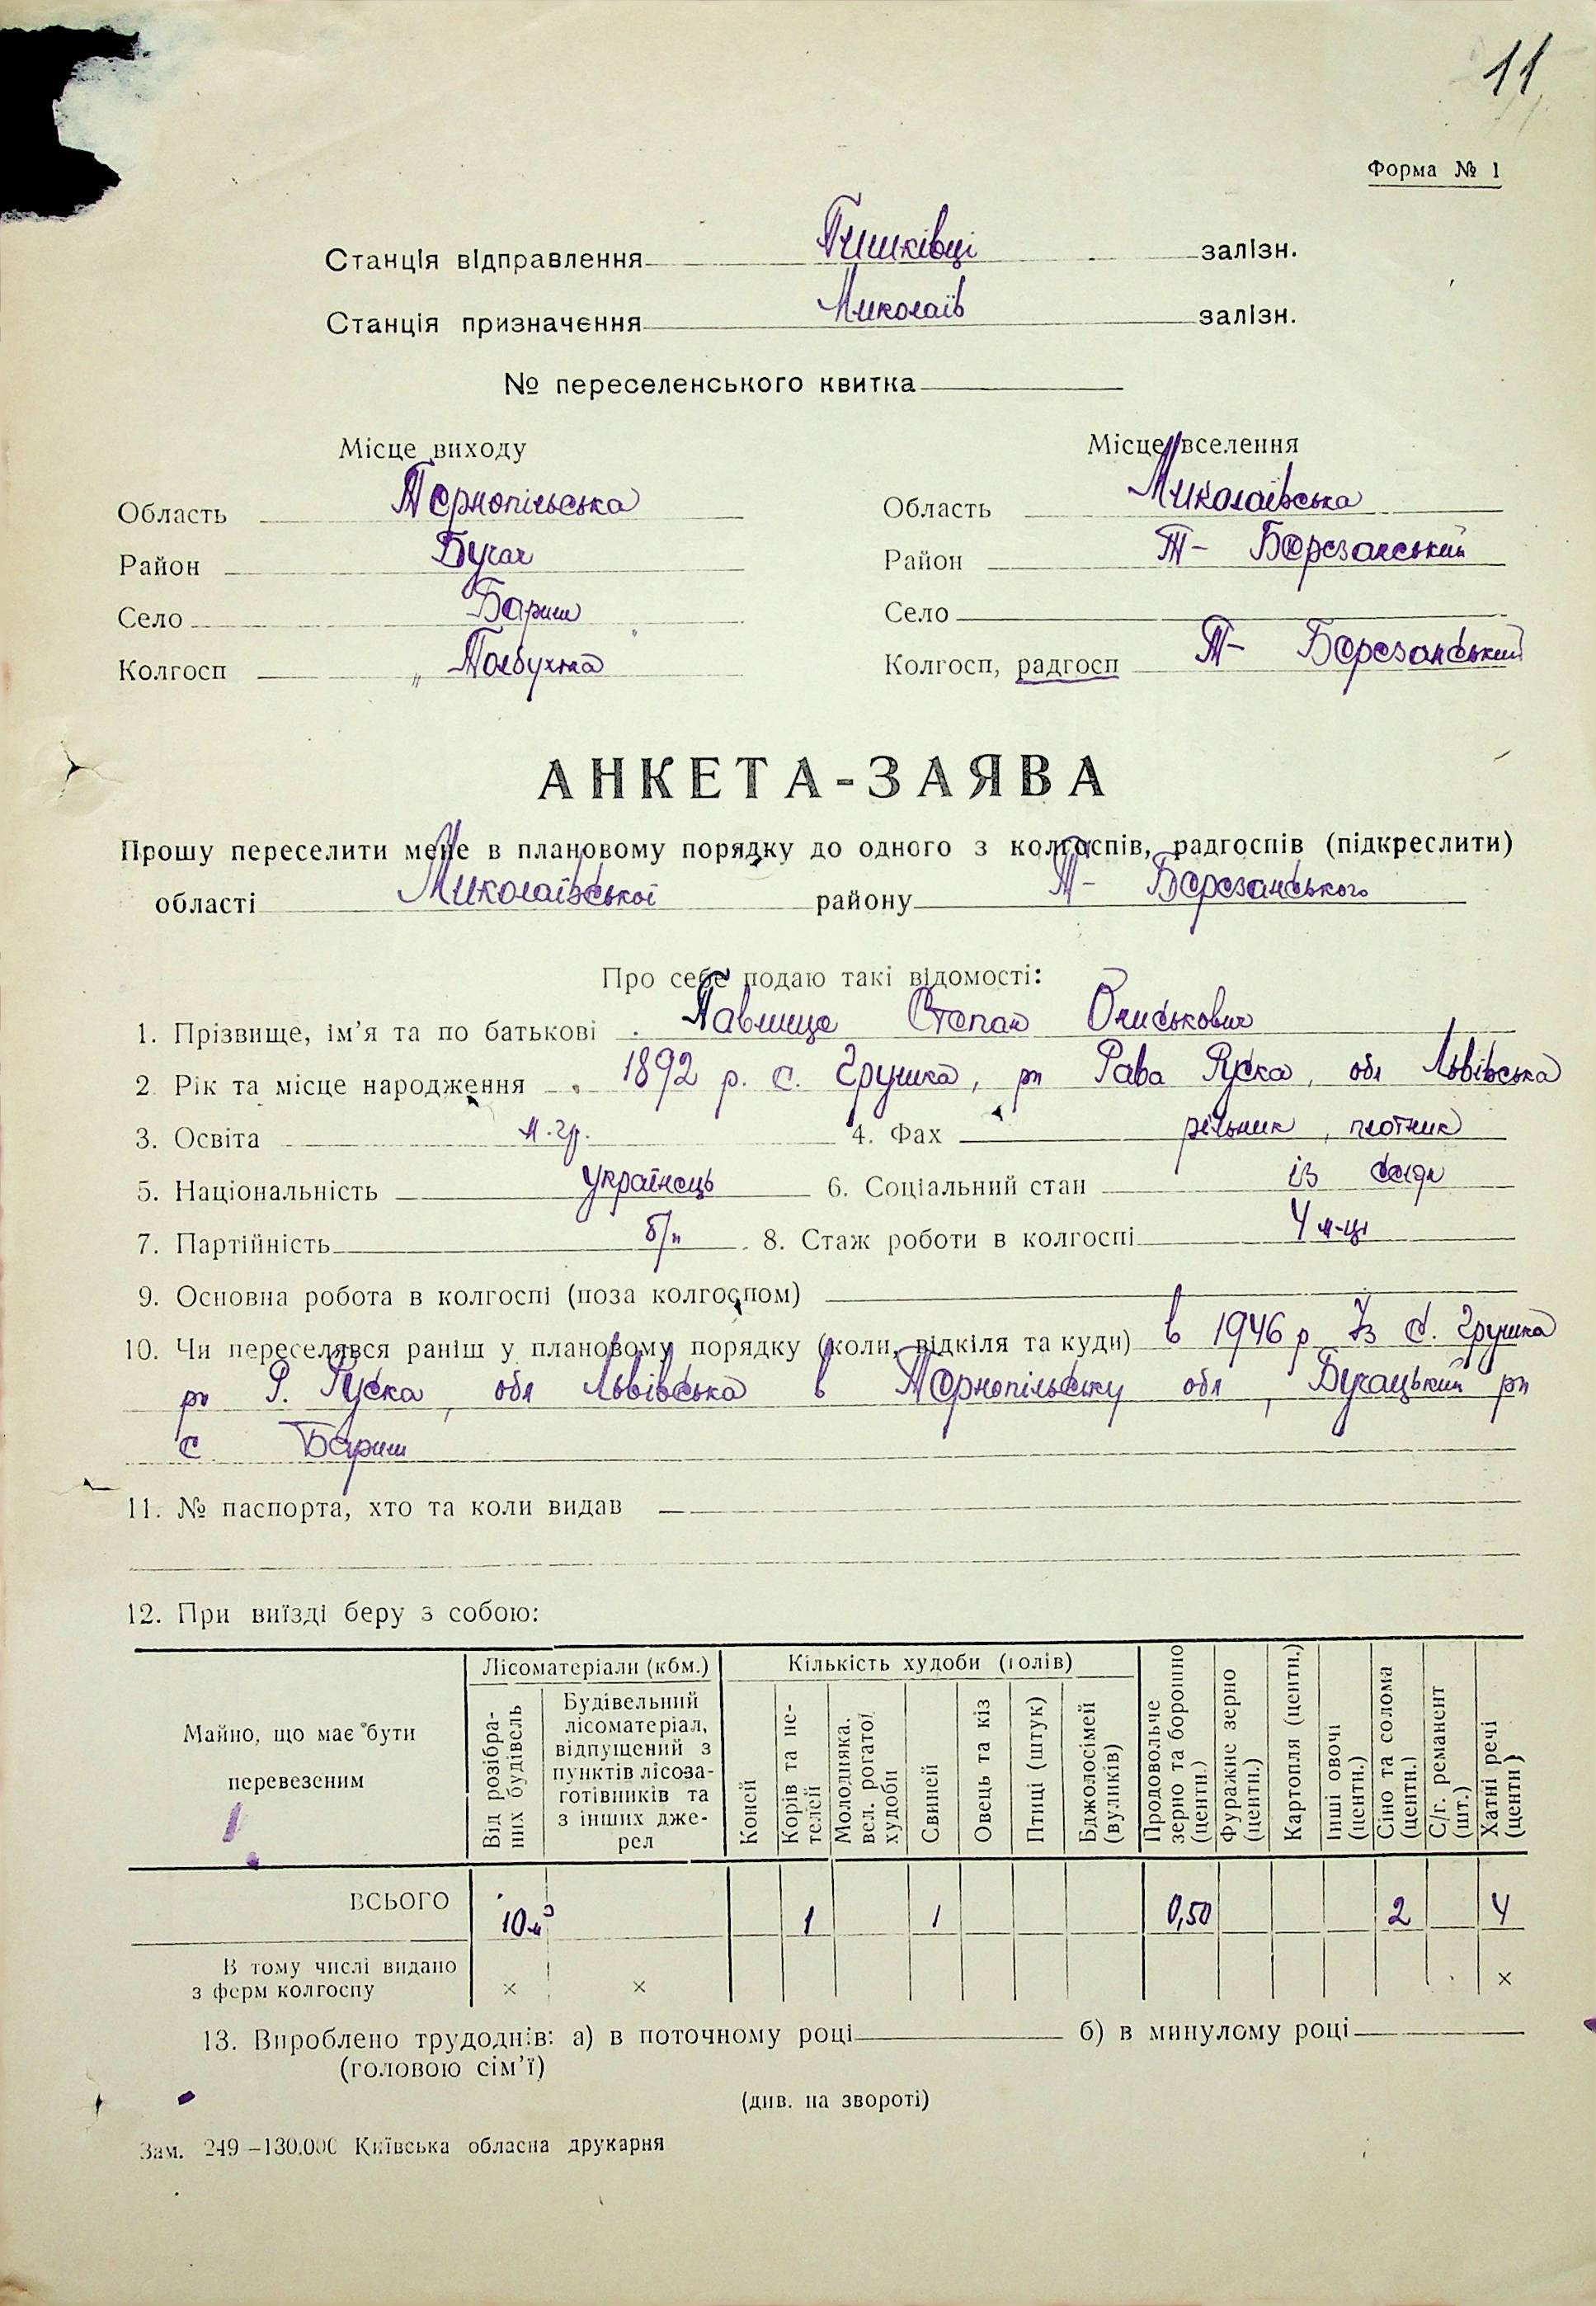 11
Форма № 1
Станція відправлення Пишківці залізн.
Станція призначення Миколаїв залізн.
№ переселенського квитка
Місце виходу Місце вселення
Область Тернопільська Область Миколаївська
Район Бучач Район Т- Березанський
Село Бариш Село
Колгосп " Толбухіна Колгосп, радгосп Т- Березанський
АНКЕТА-ЗАЯВА
Прошу переселити мене в плановому порядку до одного з колгоспів, радгоспів (підкреслити)
області Миколаївської району Т- Березанського
Про себе подаю такі відомості:
1. Прізвище, ім'я та по батькові Павлище Степан Ониськович
2. Рік та місце народження 1892 р. с. Грушка, рн Рава Руска, обл Львівська
3. Освіта м.гр. 4. Фах рільник, плотник
5. Національність українець 6. Соціальний стан із селян
7. Партійність б/п 8. Стаж роботи в колгоспі 4 м-ці
9. Основна робота в колгоспі (поза колгоспом)
10. Чи переселявся раніш у плановому порядку (коли, відкіля та куди) в 1946 р Із с. Грушка
рн Р. Руска, обл Львівська в Тернопільську обл, Бучацький рн
с. Бариш
11. № паспорта, хто та коли видав
12. При виїзді беру з собою:
Майно, що має бути перевезеним
Лісоматеріали (кбм.)
Від розібраних будівель
Будівельний лісоматеріал, відпущений з пунктів лісозаготівників та з інших джерел
Кількість худоби (голів)
Коней
Корів та нетелей
Молодняка. вел. рогатої худоби
Свиней
Овець та кіз
Птиці (штук)
Бджолосімей (вуликів)
Продовольче зерно та борошно (центн.)
Фуражне зерно (центн.)
Картопля (центн.)
Інші овочі (центн.)
Сіно та солома (центн.)
С/г. реманент (шт.)
Хатні речі (центн)
ВСЬОГО 10м³ 1 1 0,50 2 4
В тому числі видано з ферм колгоспу × × ×
13. Вироблено трудоднів: а) в поточному році б) в минулому році
(головою сім'ї)
(див. на звороті)
Зам. 249—130.000 Київська обласна друкарня